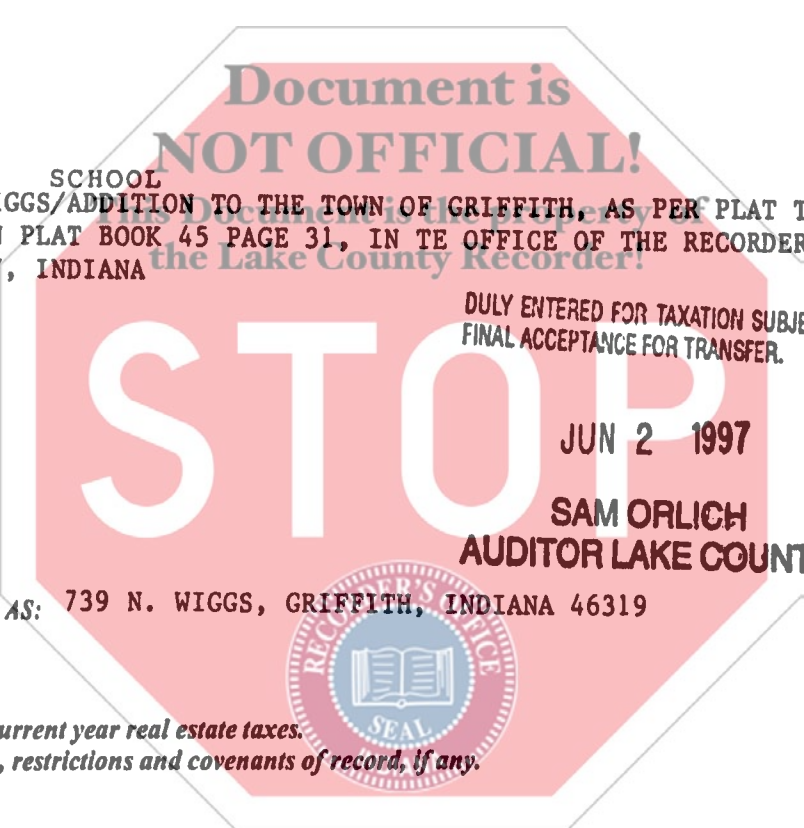 Document is
NOT OFFICIAL!
SCHOOL
IGGS/ADDITION TO THE TOWN OF GRIFFITH, AS PER PLAT T
This Document is the property of
PLAT BOOK 45 PAGE 31, IN TE OFFICE OF THE RECORDER
the Lake County Recorder!
, INDIANA
DULY ENTERED FOR TAXATION SUBJE
FINAL ACCEPTANCE FOR TRANSFER.
STOP
JUN 2 1997
SAM ORLICH
AUDITOR LAKE COUNT
AS: 739 N. WIGGS, GRIFFITH, INDIANA 46319
RECORDER'S OFFICE
SEAL
urrent year real estate taxes.
, restrictions and covenants of record, if any.